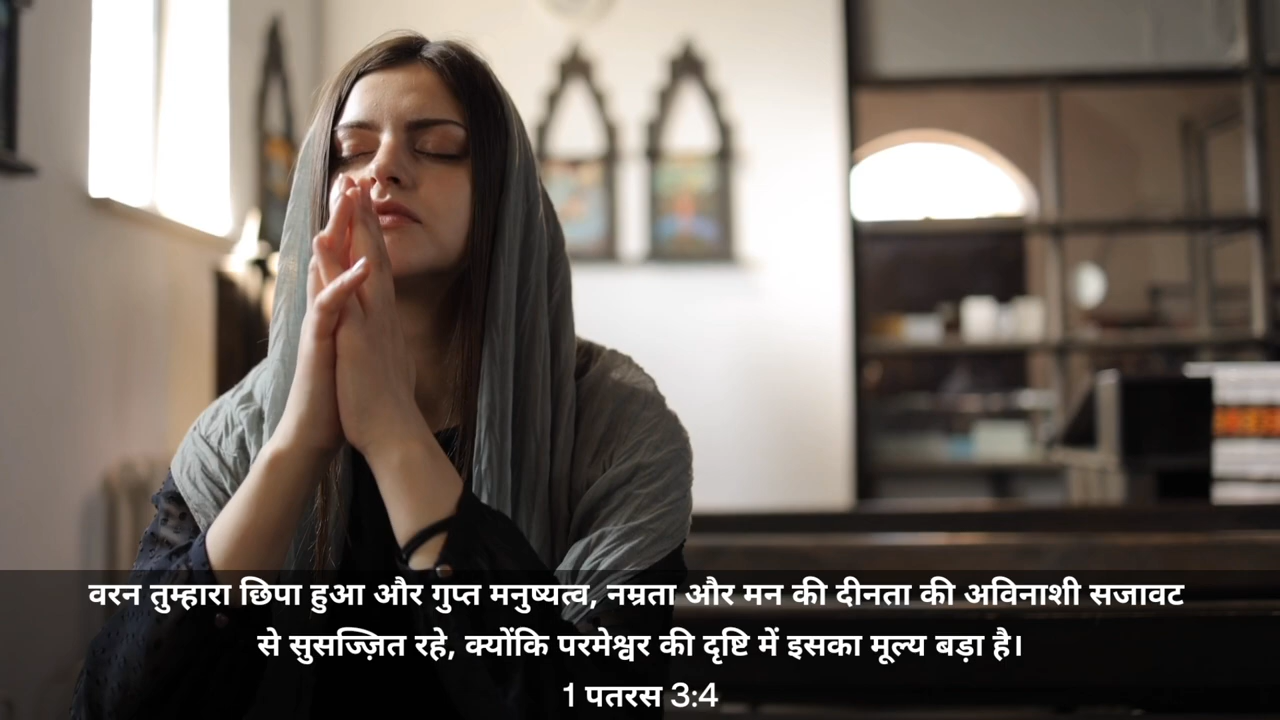 वरन तुम्हारा छिपा हुआ और गुप्त मनुष्यत्व, नम्रता और मन की दीनता की अविनाशी सजावट
से सुसज्ज़ित रहे, क्योंकि परमेश्वर की दृष्टि में इसका मूल्य बड़ा है।
1 पतरस 3:4